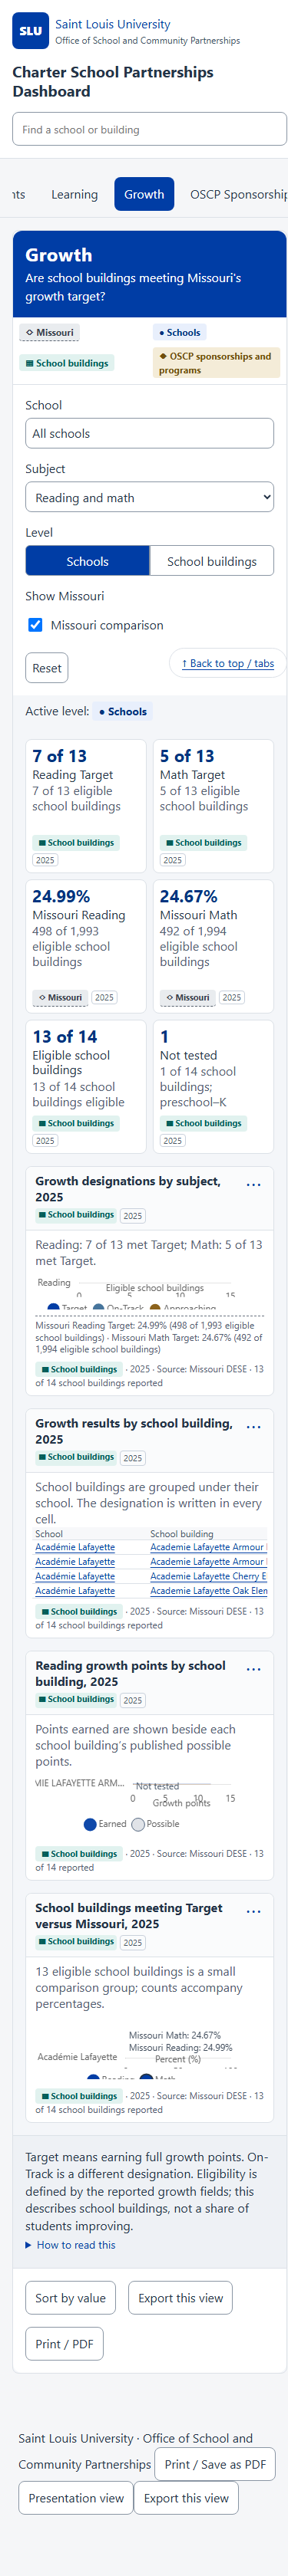 SLU
Saint Louis University
Office of School and Community Partnerships
Charter School Partnerships
Dashboard
Find a school or building
nts Learning Growth OSCP Sponsorship
Growth
Are school buildings meeting Missouri's
growth target?
Missouri
Schools
School buildings
OSCP sponsorships and
programs
School
All schools
Subject
Reading and math
Level
Schools School buildings
Show Missouri
Missouri comparison
Reset
↑ Back to top / tabs
Active level: ● Schools
7 of 13
Reading Target
7 of 13 eligible
school buildings
School buildings
2025
5 of 13
Math Target
5 of 13 eligible
school buildings
School buildings
2025
24.99%
Missouri Reading
498 of 1,993
eligible school
buildings
Missouri 2025
24.67%
Missouri Math
492 of 1,994
eligible school
buildings
Missouri 2025
13 of 14
Eligible school
buildings
13 of 14 school
buildings eligible
School buildings
2025
1
Not tested
1 of 14 school
buildings;
preschool–K
School buildings
2025
Growth designations by subject,
2025
...
School buildings 2025
Reading: 7 of 13 met Target; Math: 5 of 13
met Target.
Reading
Eligible school buildings
0 5 10 15
Target On-Track Approaching
Missouri Reading Target: 24.99% (498 of 1,993 eligible
school buildings) · Missouri Math Target: 24.67% (492 of
1,994 eligible school buildings)
School buildings · 2025 · Source: Missouri DESE · 13
of 14 school buildings reported
Growth results by school building,
2025
...
School buildings 2025
School buildings are grouped under their
school. The designation is written in every
cell.
School School building
Académie Lafayette Academie Lafayette Armour
Académie Lafayette Academie Lafayette Armour
Académie Lafayette Academie Lafayette Cherry E
Académie Lafayette Academie Lafayette Oak Elem
School buildings · 2025 · Source: Missouri DESE · 13
of 14 school buildings reported
Reading growth points by school
building, 2025
...
School buildings 2025
Points earned are shown beside each
school building's published possible
points.
MIE LAFAYETTE ARM...
Not tested
0 5 10 15
Growth points
Earned Possible
School buildings · 2025 · Source: Missouri DESE · 13
of 14 reported
School buildings meeting Target
versus Missouri, 2025
...
School buildings 2025
13 eligible school buildings is a small
comparison group; counts accompany
percentages.
Missouri Math: 24.67%
Missouri Reading: 24.99%
Académie Lafayette
Percent (%)
Reading Math
School buildings · 2025 · Source: Missouri DESE · 13
of 14 school buildings reported
Target means earning full growth points. On-
Track is a different designation. Eligibility is
defined by the reported growth fields; this
describes school buildings, not a share of
students improving.
How to read this
Sort by value Export this view
Print / PDF
Saint Louis University · Office of School and
Community Partnerships Print / Save as PDF
Presentation view Export this view